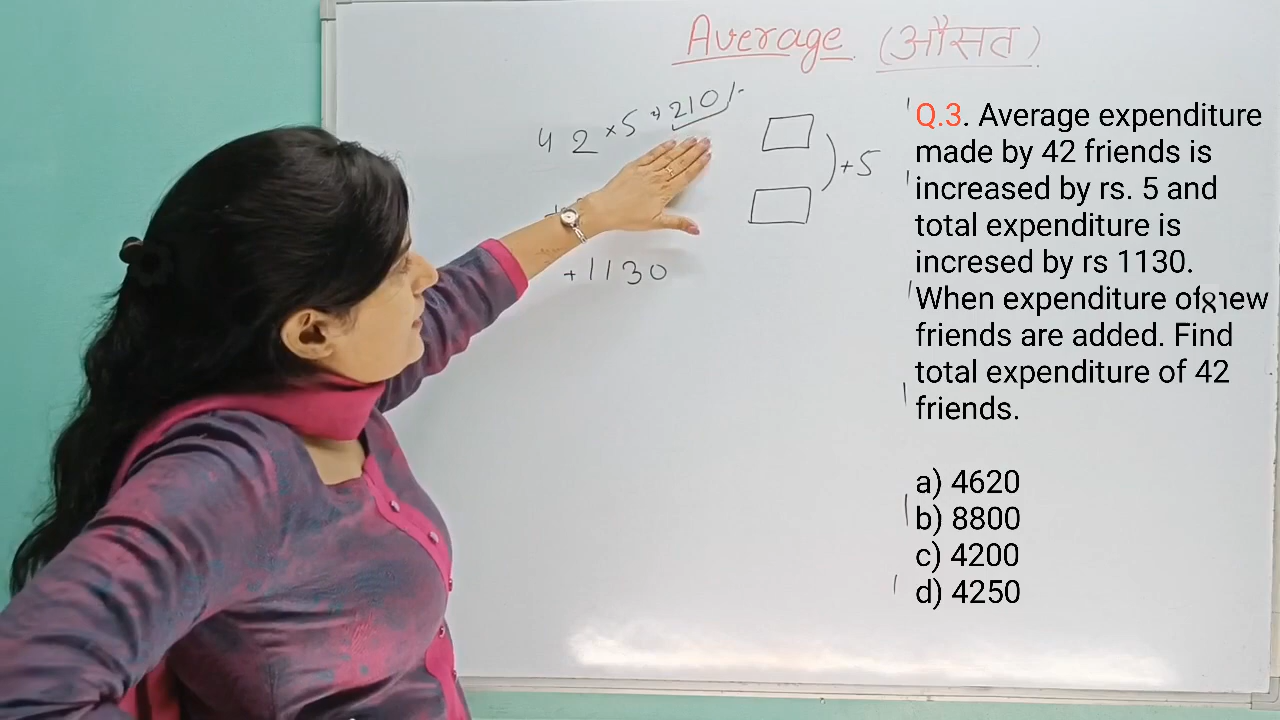 Average (औसत)
42 × 5 → 210/-
+5
+1130
Q.3. Average expenditure
made by 42 friends is
increased by rs. 5 and
total expenditure is
incresed by rs 1130.
When expenditure of 8 new
friends are added. Find
total expenditure of 42
friends.
a) 4620
b) 8800
c) 4200
d) 4250